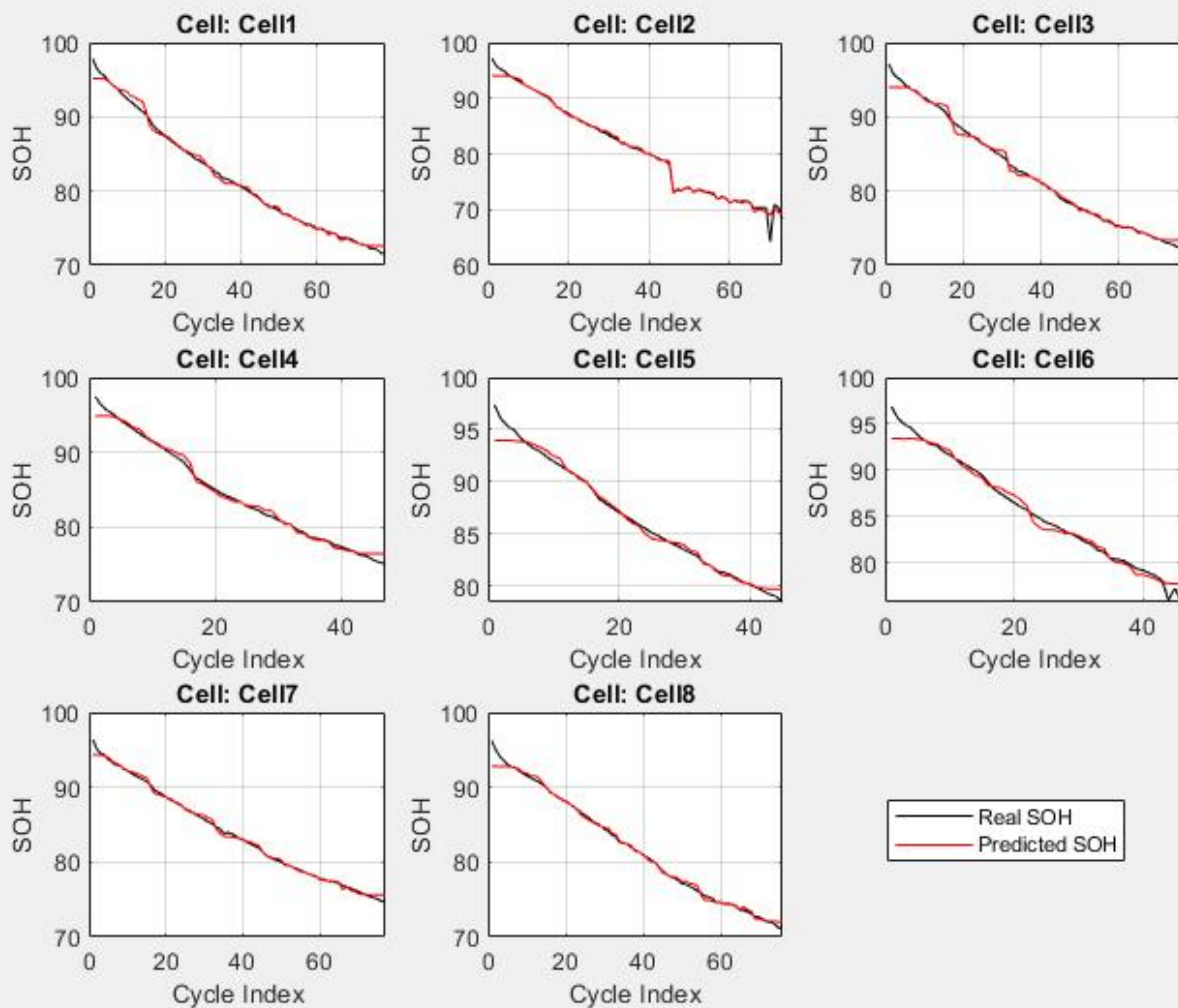 Cell: Cell1
100
90
80
70
SOH
0 20 40 60
Cycle Index
Cell: Cell2
100
90
80
70
60
SOH
0 20 40 60
Cycle Index
Cell: Cell3
100
90
80
70
SOH
0 20 40 60
Cycle Index
Cell: Cell4
100
90
80
70
SOH
0 20 40
Cycle Index
Cell: Cell5
100
95
90
85
80
SOH
0 20 40
Cycle Index
Cell: Cell6
100
95
90
85
80
SOH
0 20 40
Cycle Index
Cell: Cell7
100
90
80
70
SOH
0 20 40 60
Cycle Index
Cell: Cell8
100
90
80
70
SOH
0 20 40 60
Cycle Index
Real SOH
Predicted SOH